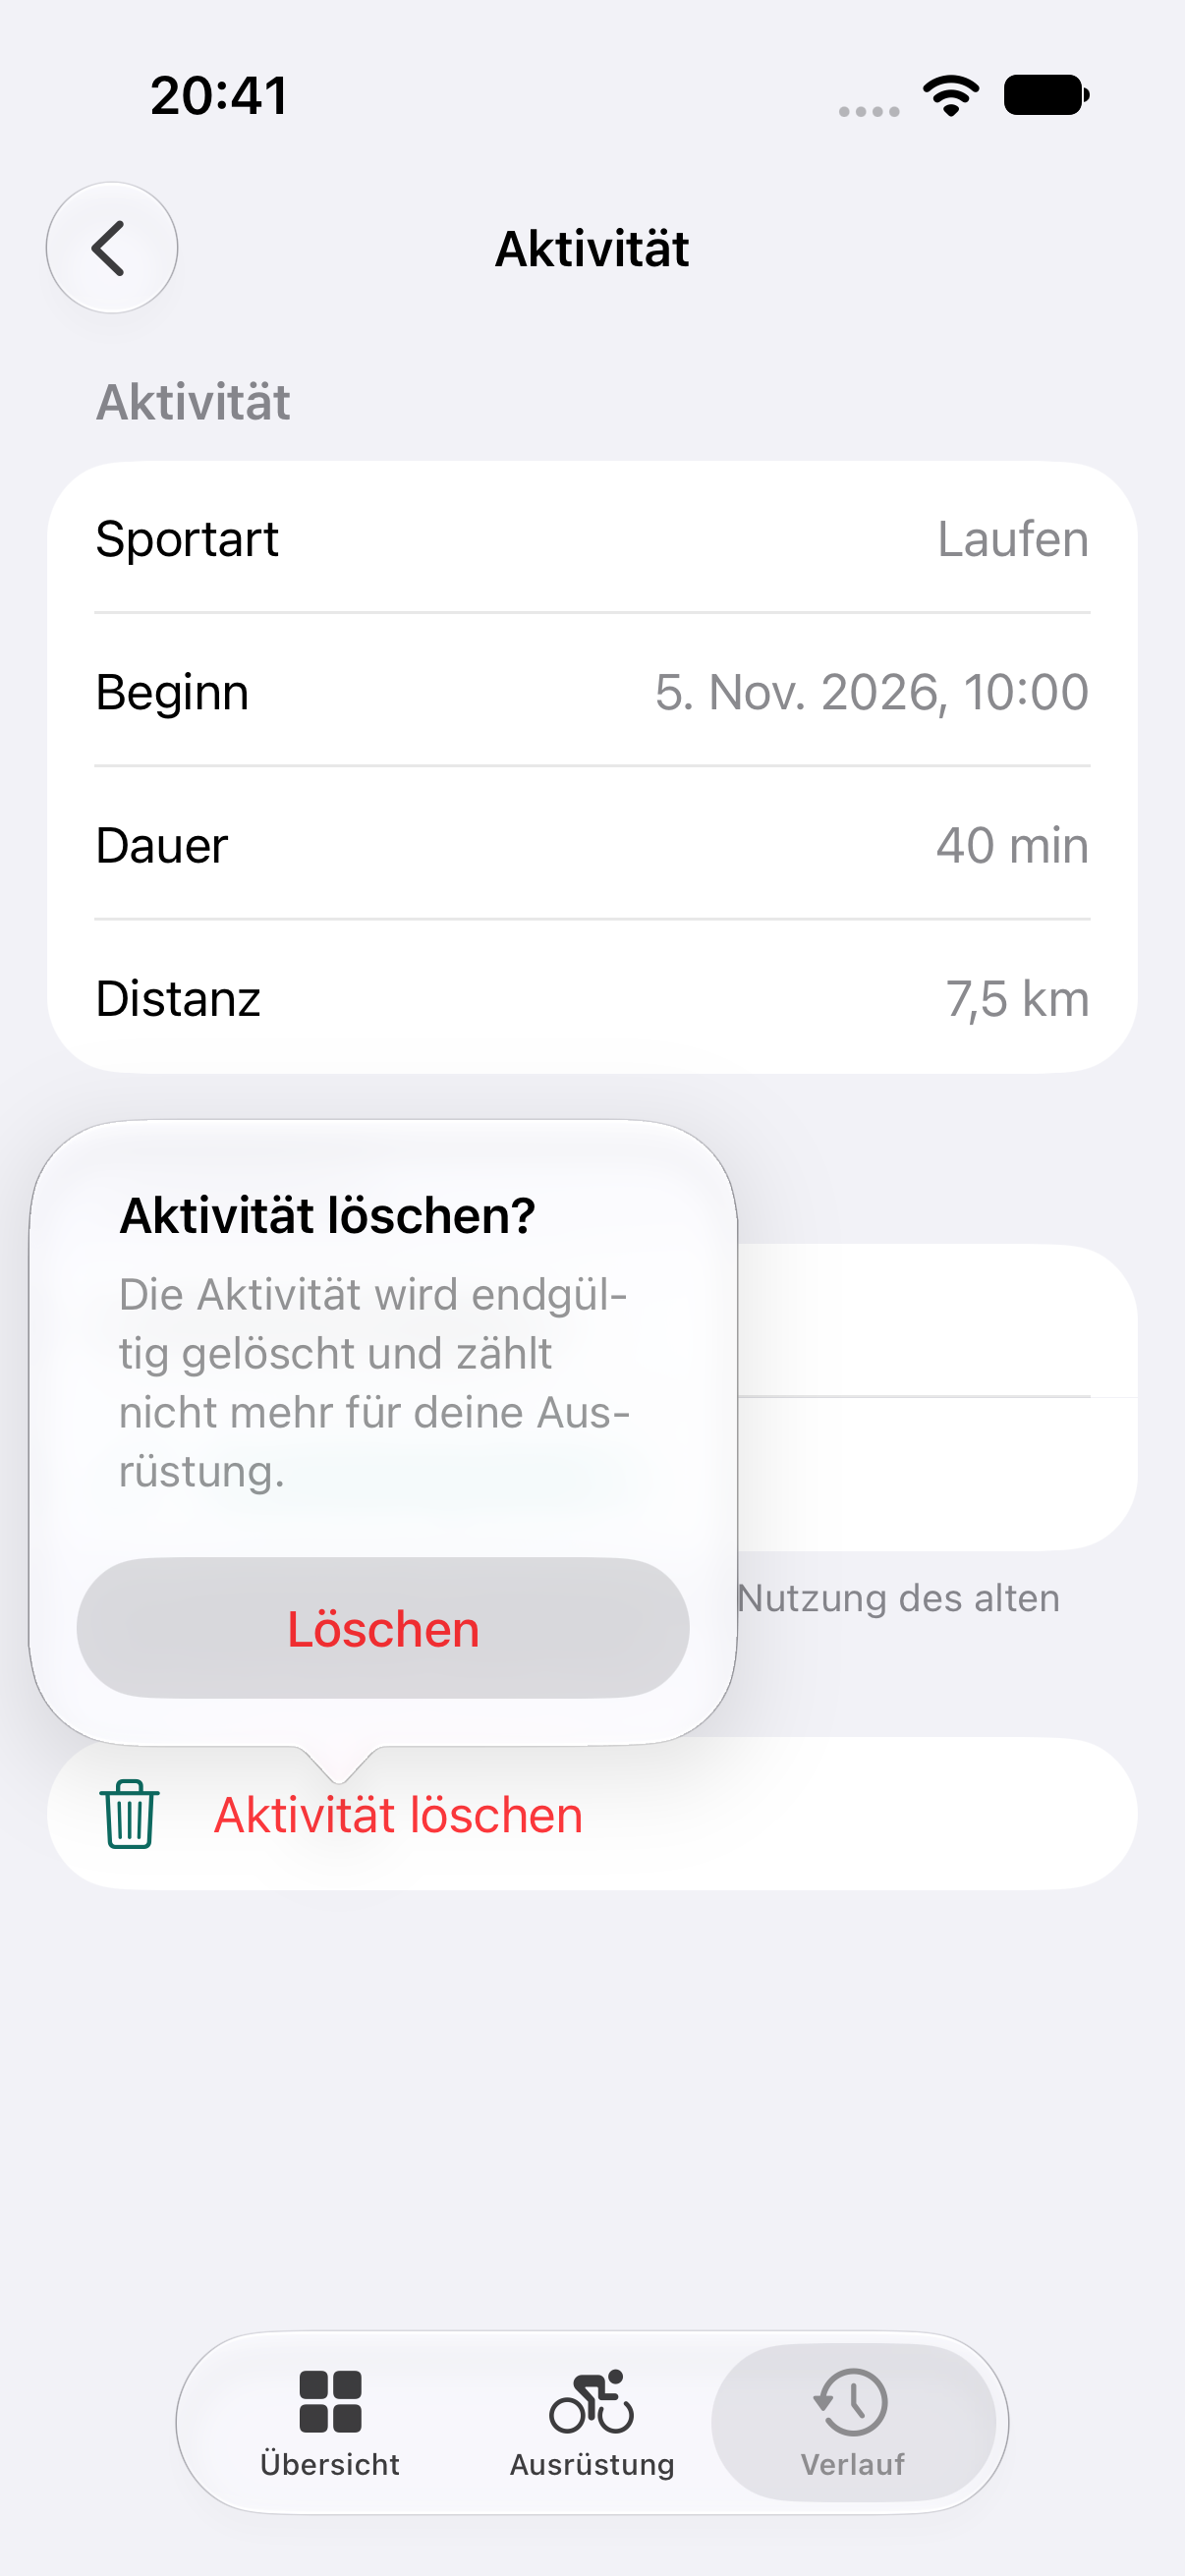 20:41
Aktivität
Aktivität
Sportart Laufen
Beginn 5. Nov. 2026, 10:00
Dauer 40 min
Distanz 7,5 km
Aktivität löschen?
Die Aktivität wird endgül-
tig gelöscht und zählt
nicht mehr für deine Aus-
rüstung.
Löschen
Nutzung des alten
Aktivität löschen
Übersicht Ausrüstung Verlauf